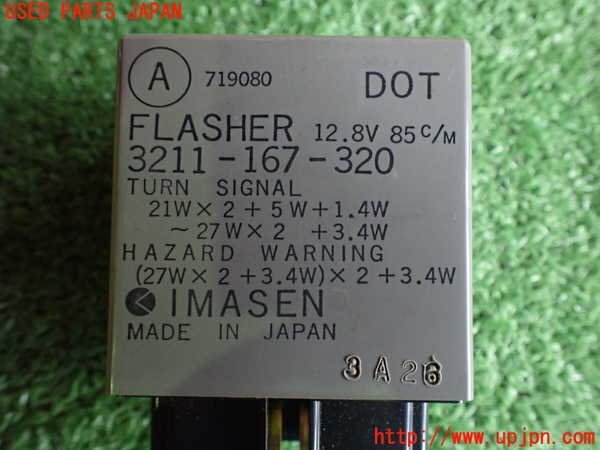 USED PARTS JAPAN
A 719080 DOT
FLASHER 12.8V 85C/M
3211-167-320
TURN SIGNAL
21W×2+5W+1.4W
~27W×2 +3.4W
HAZARD WARNING
(27W×2+3.4W)×2+3.4W
IMASEN
MADE IN JAPAN
3A26
http://www.upjpn.com/